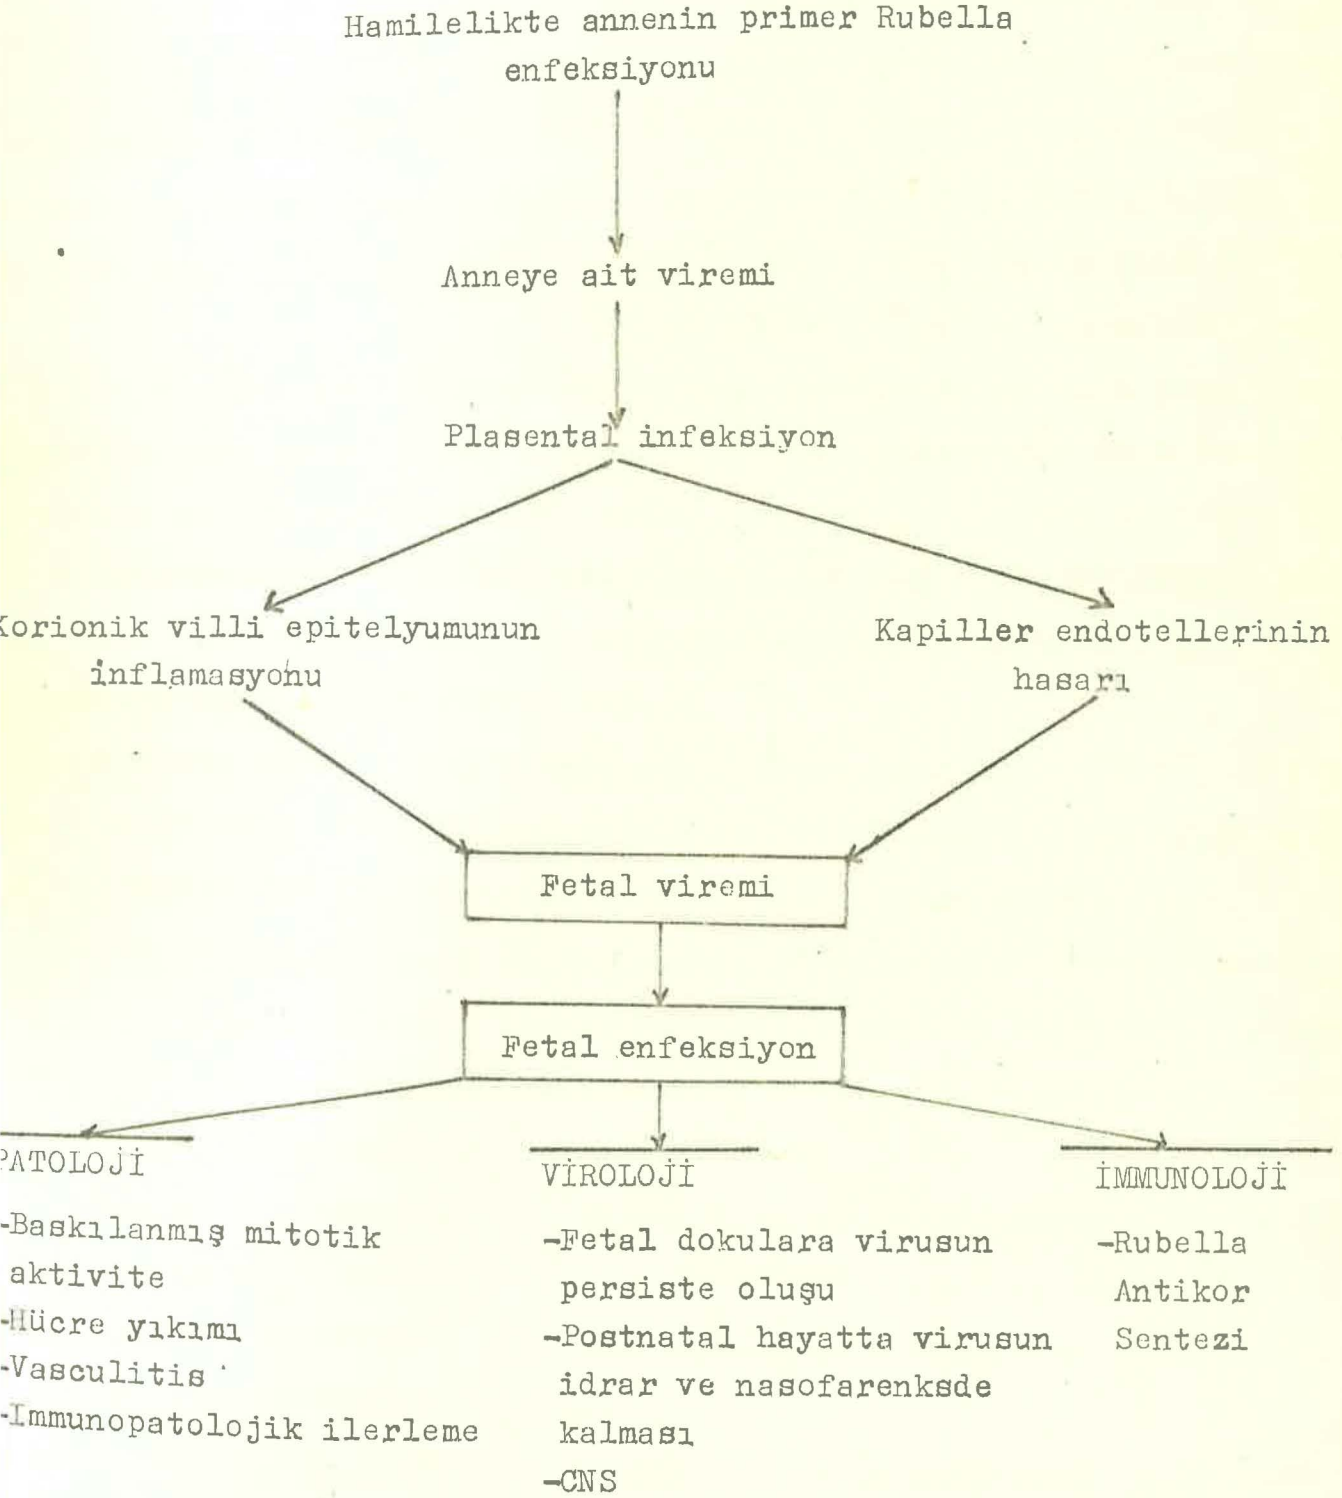 Hamilelikte annenin primer Rubella
enfeksiyonu
Anneye ait viremi
Plasental infeksiyon
Korionik villi epitelyumunun
inflamasyonu
Kapiller endotellerinin
hasarı
Fetal viremi
Fetal enfeksiyon
PATOLOJİ
-Baskılanmış mitotik
aktivite
-Hücre yıkımı
-Vasculitis
-Immunopatolojik ilerleme
VİROLOJİ
-Fetal dokulara virusun
persiste oluşu
-Postnatal hayatta virusun
idrar ve nasofarenksde
kalması
-CNS
İMMUNOLOJİ
-Rubella
Antikor
Sentezi